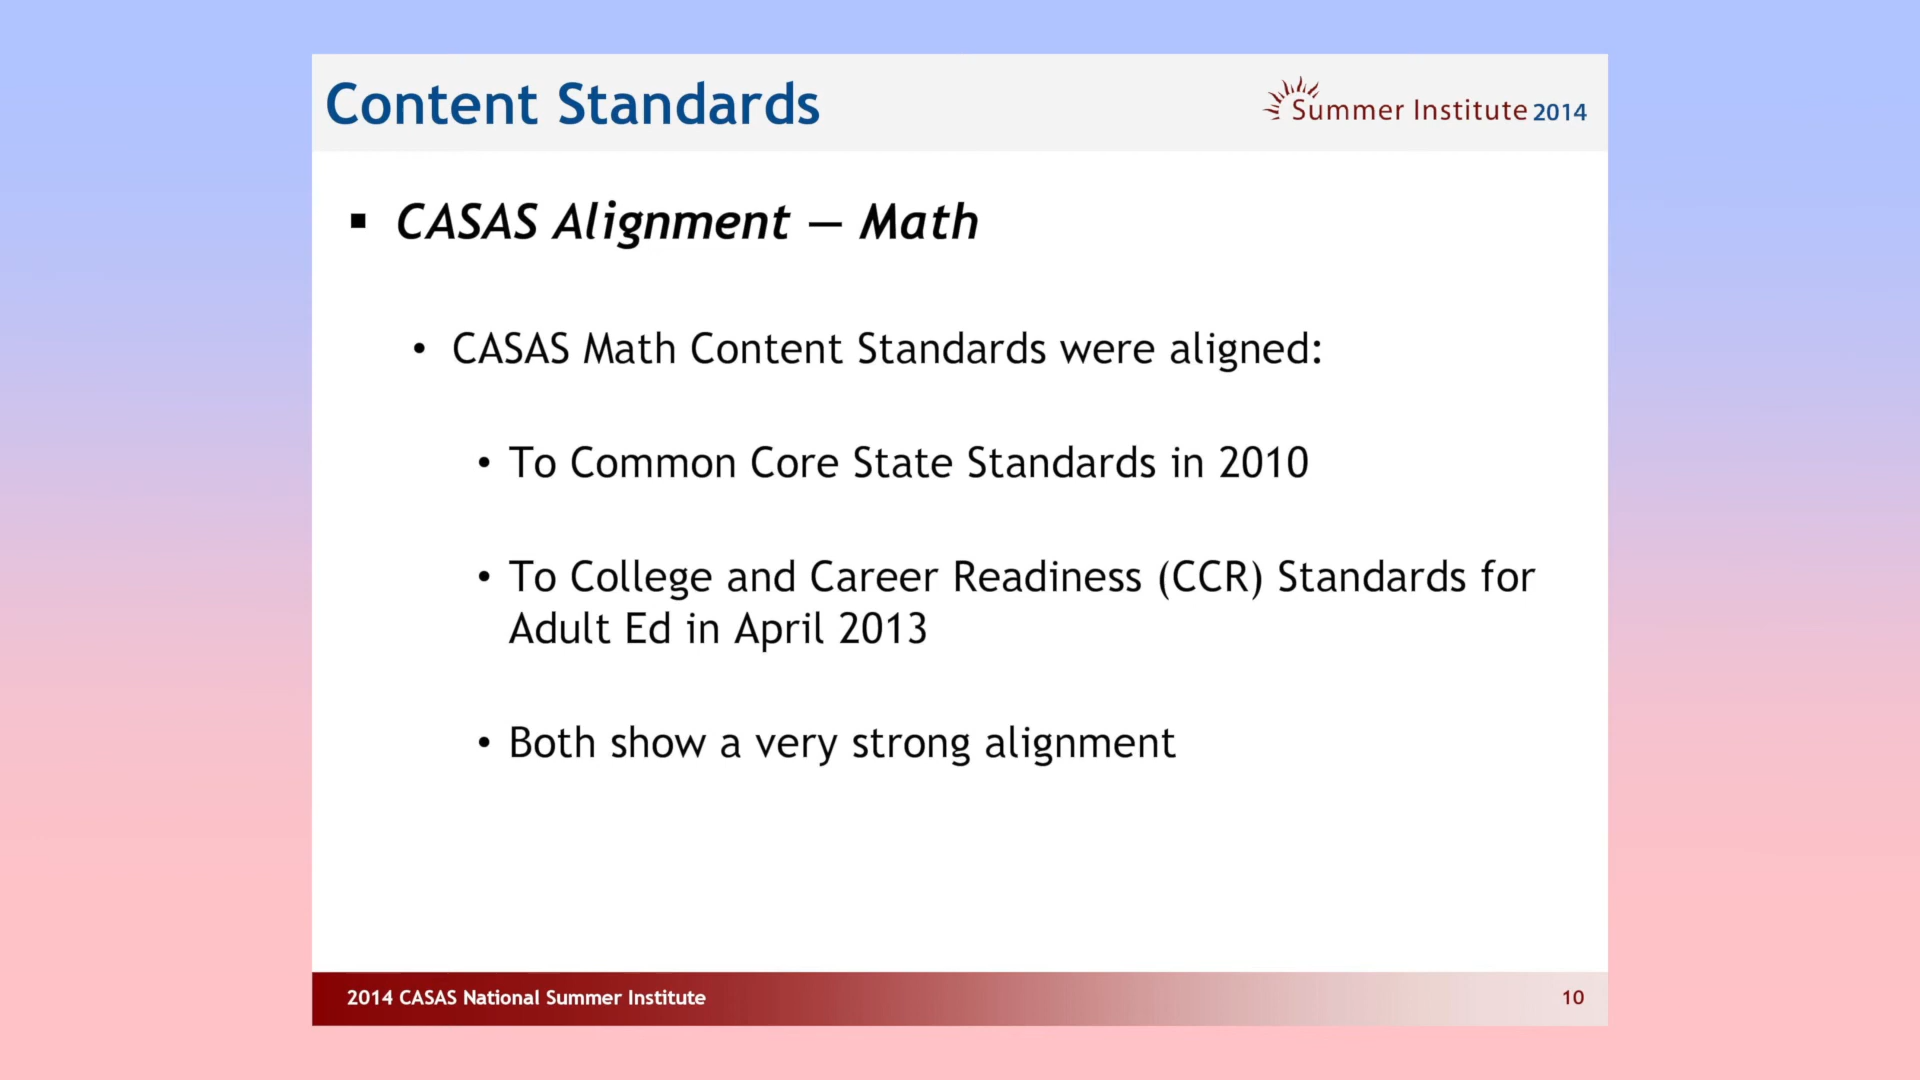 Content Standards
Summer Institute 2014
▪ CASAS Alignment — Math
• CASAS Math Content Standards were aligned:
• To Common Core State Standards in 2010
• To College and Career Readiness (CCR) Standards for
Adult Ed in April 2013
• Both show a very strong alignment
2014 CASAS National Summer Institute
10